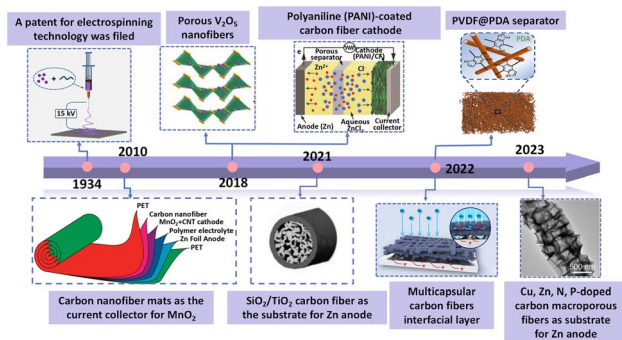 A patent for electrospinning
technology was filed
15 kV
Porous V₂O₅
nanofibers
Polyaniline (PANI)-coated
carbon fiber cathode
e
Porous
separator
Cathode
(PANI/CF)
Zn²⁺
Cl⁻
Anode (Zn)
Aqueous
ZnCl₂
Current
collector
PVDF@PDA separator
PDA
1934
2010
2018
2021
2022
2023
PET
Carbon nanofiber
MnO₂+CNT cathode
Polymer electrolyte
Zn Foil Anode
PET
Carbon nanofiber mats as the
current collector for MnO₂
SiO₂/TiO₂ carbon fiber as
the substrate for Zn anode
Multicapsular
carbon fibers
interfacial layer
500 nm
Cu, Zn, N, P-doped
carbon macroporous
fibers as substrate
for Zn anode